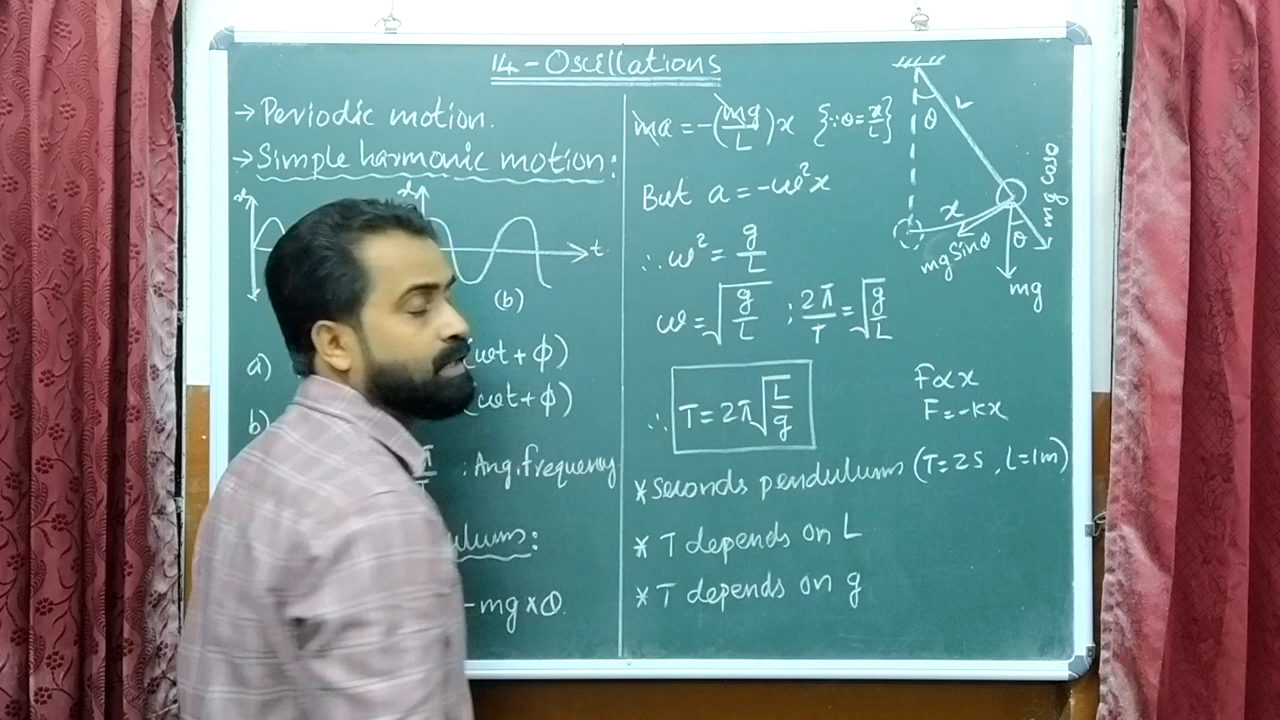 14 - Oscillations
→ Periodic motion.
→ Simple harmonic motion:
x
x
t
(b)
a) (ωt + φ)
b) (ωt + φ)
π : Ang. frequency
ulum:
-mg × θ.
ma = -(mg/L)x {∵ θ = x/L}
But a = -ω²x
∴ ω² = g/L
ω = √(g/L) ; 2π/T = √(g/L)
∴ T = 2π√(L/g)
* Seconds pendulum (T = 2s, L = 1m)
* T depends on L
* T depends on g
θ
L
x
mg sinθ
mg cosθ
θ
mg
F ∝ x
F = -kx